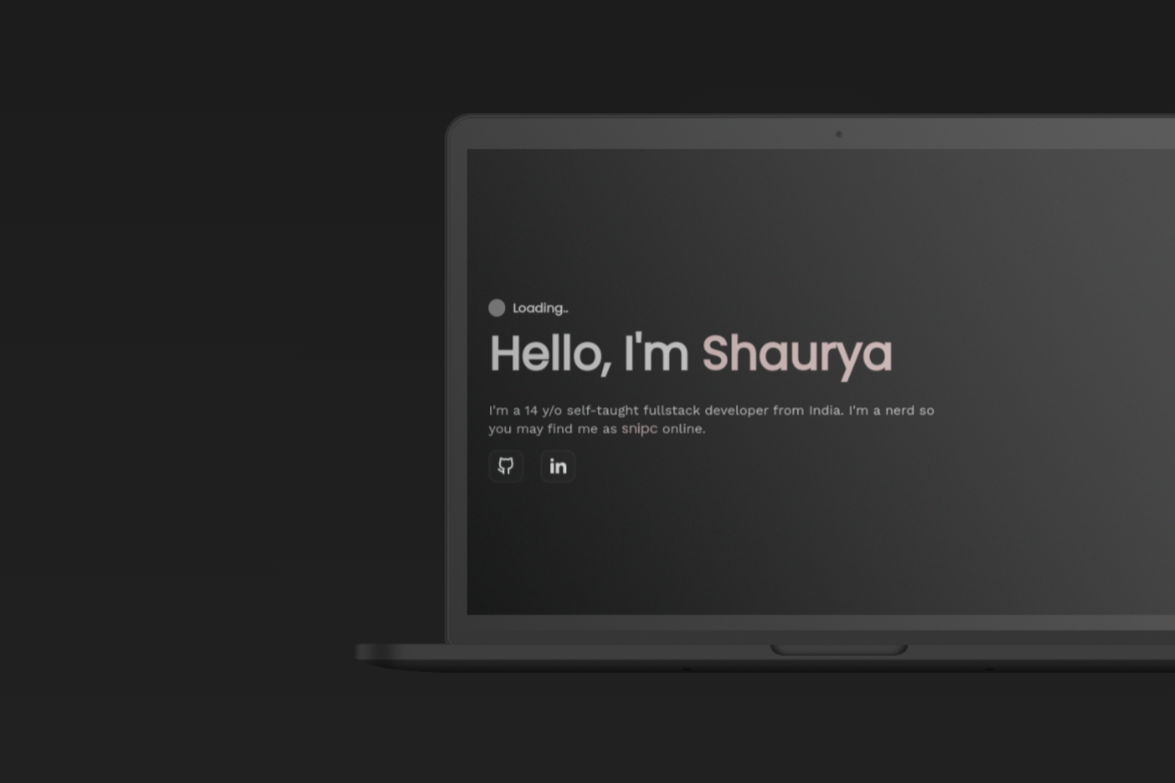 Loading..
Hello, I'm Shaurya
I'm a 14 y/o self-taught fullstack developer from India. I'm a nerd so
you may find me as snipc online.
in